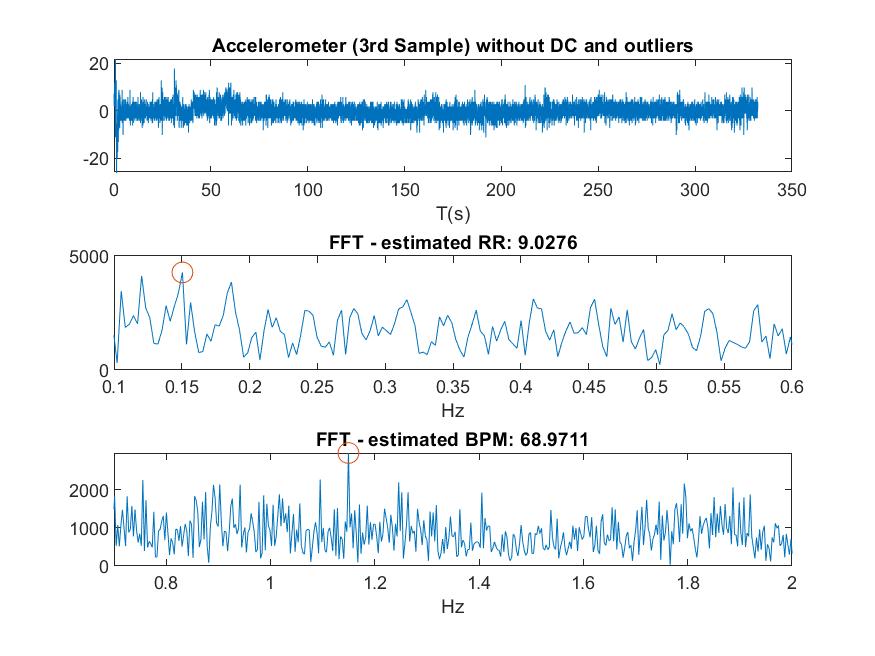 Accelerometer (3rd Sample) without DC and outliers
20
0
-20
0 50 100 150 200 250 300 350
T(s)
FFT - estimated RR: 9.0276
5000
0
0.1 0.15 0.2 0.25 0.3 0.35 0.4 0.45 0.5 0.55 0.6
Hz
FFT - estimated BPM: 68.9711
2000
1000
0
0.8 1 1.2 1.4 1.6 1.8 2
Hz